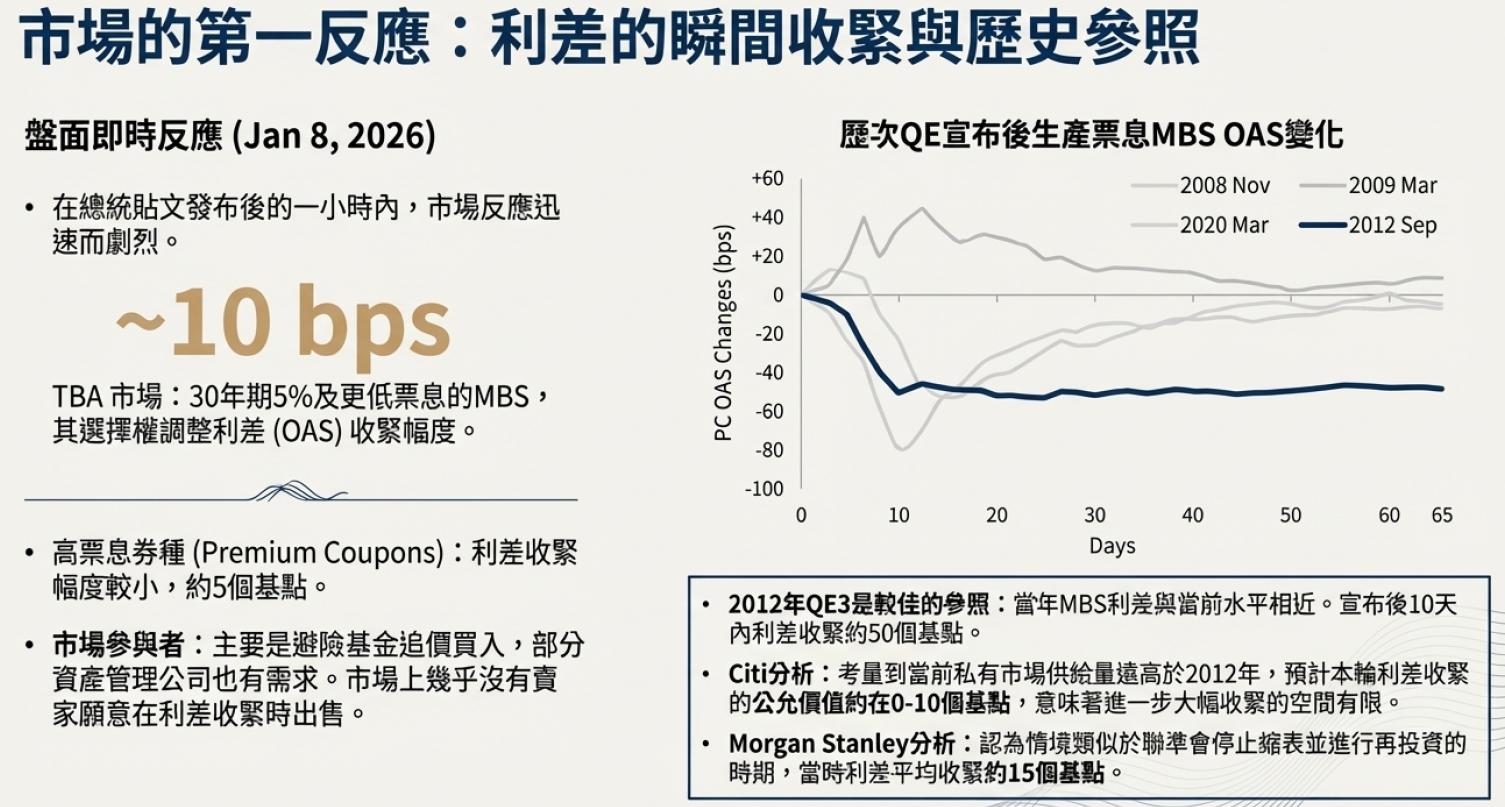 市場的第一反應：利差的瞬間收緊與歷史參照
盤面即時反應 (Jan 8, 2026)
• 在總統貼文發布後的一小時內，市場反應迅
速而劇烈。
~10 bps
TBA 市場：30年期5%及更低票息的MBS，
其選擇權調整利差 (OAS) 收緊幅度。
• 高票息券種 (Premium Coupons)：利差收緊
幅度較小，約5個基點。
• 市場參與者：主要是避險基金追價買入，部分
資產管理公司也有需求。市場上幾乎沒有賣
家願意在利差收緊時出售。
歷次QE宣布後生產票息MBS OAS變化
2008 Nov
2009 Mar
2020 Mar
2012 Sep
PC OAS Changes (bps)
+60
+40
+20
0
-20
-40
-60
-80
-100
0 10 20 30 40 50 60 65
Days
• 2012年QE3是較佳的參照：當年MBS利差與當前水平相近。宣布後10天
內利差收緊約50個基點。
• Citi分析：考量到當前私有市場供給量遠高於2012年，預計本輪利差收緊
的公允價值約在0-10個基點，意味著進一步大幅收緊的空間有限。
• Morgan Stanley分析：認為情境類似於聯準會停止縮表並進行再投資的
時期，當時利差平均收緊約15個基點。